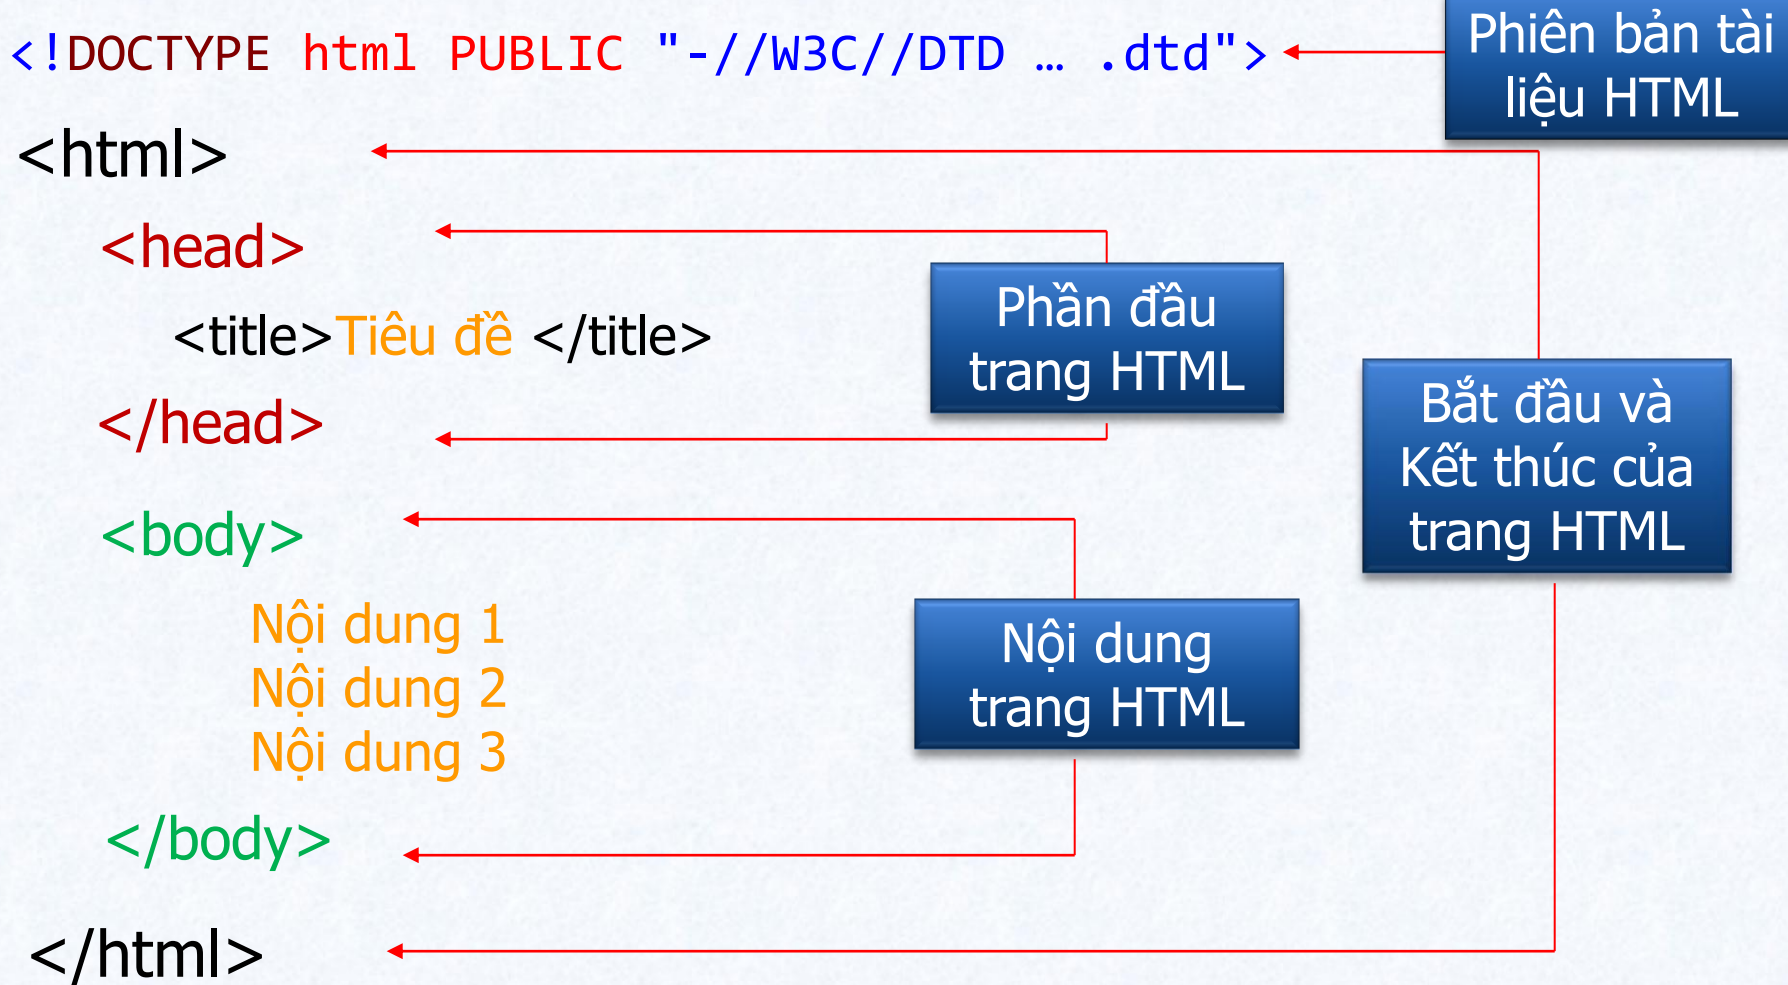 <!DOCTYPE html PUBLIC "-//W3C//DTD … .dtd">
Phiên bản tài
liệu HTML
<html>
<head>
<title>Tiêu đề </title>
</head>
Phần đầu
trang HTML
Bắt đầu và
Kết thúc của
trang HTML
<body>
Nội dung 1
Nội dung 2
Nội dung 3
</body>
Nội dung
trang HTML
</html>